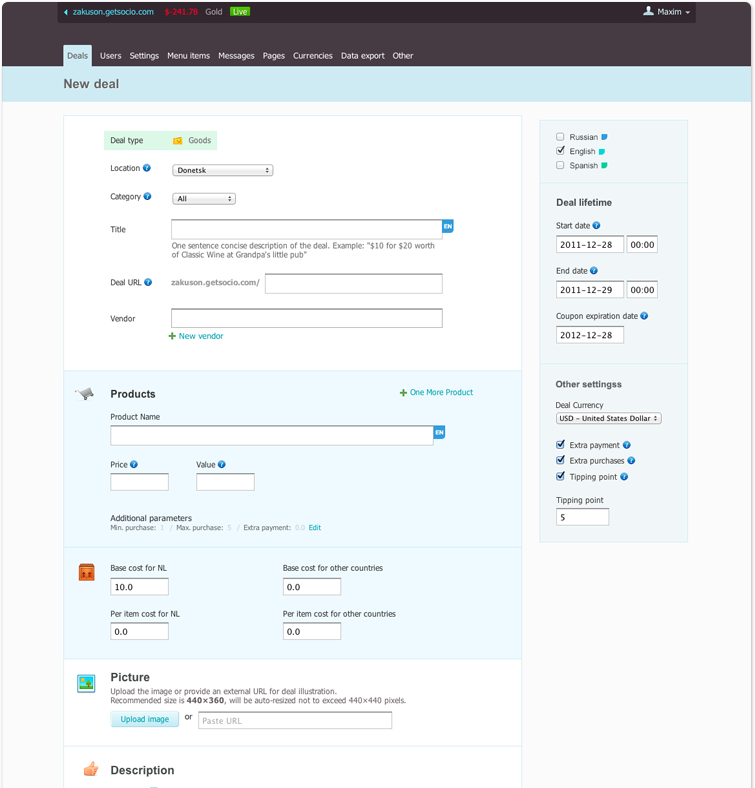 zakuson.getsocio.com $-241.78 Gold Live Maxim
Deals Users Settings Menu items Messages Pages Currencies Data export Other
New deal
Deal type Goods
Location ? Donetsk
Category ? All
Title EN
One sentence concise description of the deal. Example: "$10 for $20 worth
of Classic Wine at Grandpa's little pub"
Deal URL ? zakuson.getsocio.com/
Vendor
+ New vendor
Products + One More Product
Product Name
EN
Price ? Value ?
Additional parameters
Min. purchase: 1 / Max. purchase: 5 / Extra payment: 0.0 Edit
Base cost for NL Base cost for other countries
10.0 0.0
Per item cost for NL Per item cost for other countries
0.0 0.0
Picture
Upload the image or provide an external URL for deal illustration.
Recommended size is 440×360, will be auto-resized not to exceed 440×440 pixels.
Upload image or Paste URL
Description
Russian
English
Spanish
Deal lifetime
Start date ?
2011-12-28 00:00
End date ?
2011-12-29 00:00
Coupon expiration date ?
2012-12-28
Other settingss
Deal Currency
USD - United States Dollar
Extra payment ?
Extra purchases ?
Tipping point ?
Tipping point
5